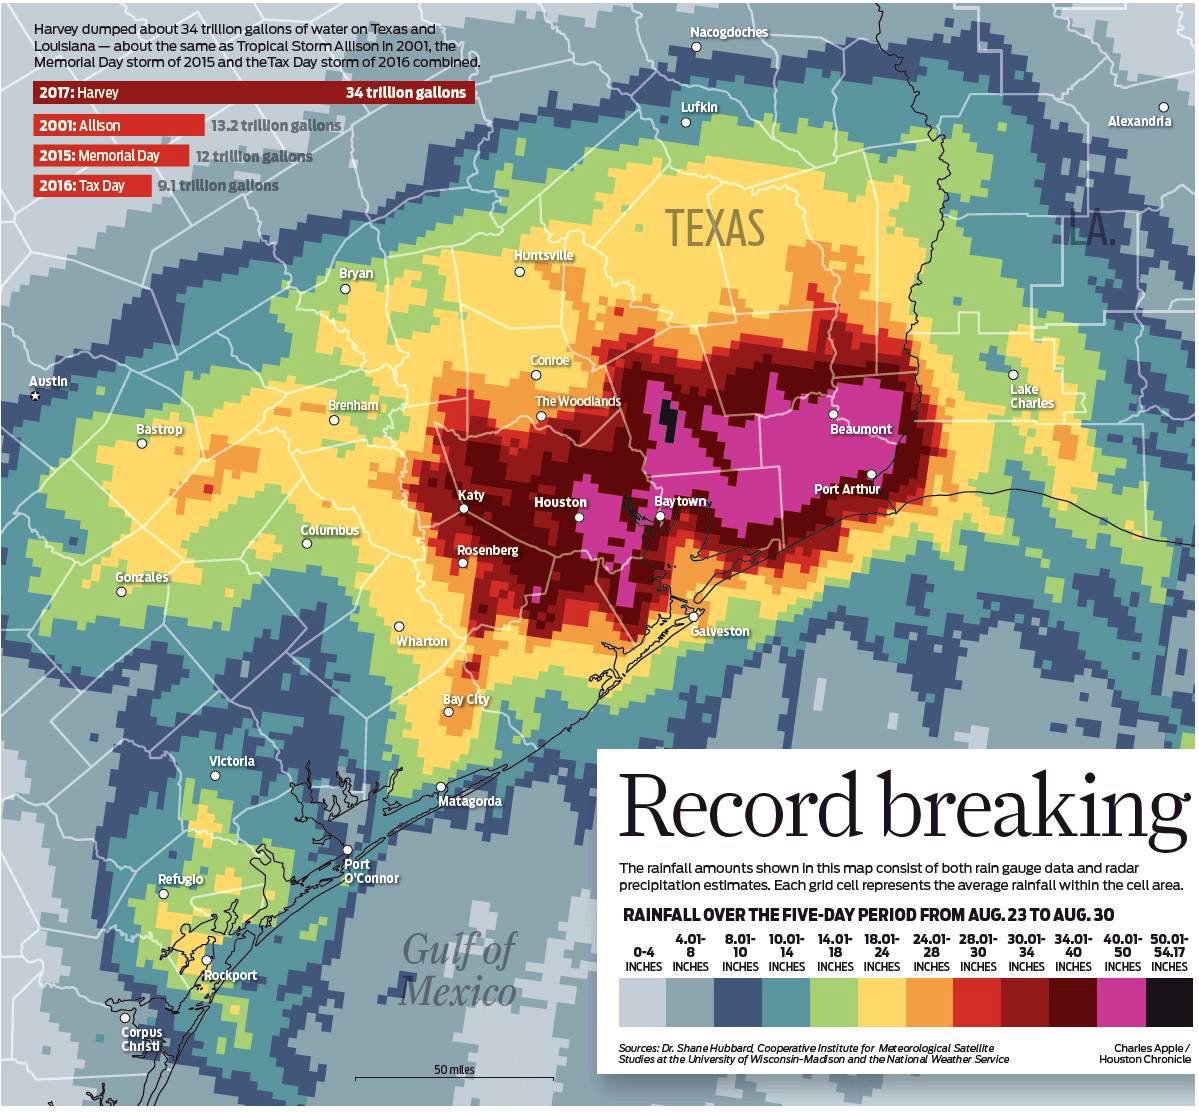 Harvey dumped about 34 trillion gallons of water on Texas and
Louisiana — about the same as Tropical Storm Allison in 2001, the
Memorial Day storm of 2015 and theTax Day storm of 2016 combined.
2017: Harvey 34 trillion gallons
2001: Allison 13.2 trillion gallons
2015: Memorial Day 12 trillion gallons
2016: Tax Day 9.1 trillion gallons
Nacogdoches
Lufkin
Alexandria
TEXAS
LA.
Huntsville
Bryan
Conroe
Austin
Lake
Charles
The Woodlands
Brenham
Bastrop
Beaumont
Port Arthur
Katy
Houston
Baytown
Columbus
Rosenberg
Gonzales
Wharton
Galveston
Bay City
Victoria
Matagorda
Port
O'Connor
Refugio
Gulf of
Mexico
Rockport
Corpus
Christi
50 miles
Record breaking
The rainfall amounts shown in this map consist of both rain gauge data and radar
precipitation estimates. Each grid cell represents the average rainfall within the cell area.
RAINFALL OVER THE FIVE-DAY PERIOD FROM AUG. 23 TO AUG. 30
0-4 INCHES
4.01-8 INCHES
8.01-10 INCHES
10.01-14 INCHES
14.01-18 INCHES
18.01-24 INCHES
24.01-28 INCHES
28.01-30 INCHES
30.01-34 INCHES
34.01-40 INCHES
40.01-50 INCHES
50.01-54.17 INCHES
Sources: Dr. Shane Hubbard, Cooperative Institute for Meteorological Satellite
Studies at the University of Wisconsin-Madison and the National Weather Service
Charles Apple /
Houston Chronicle